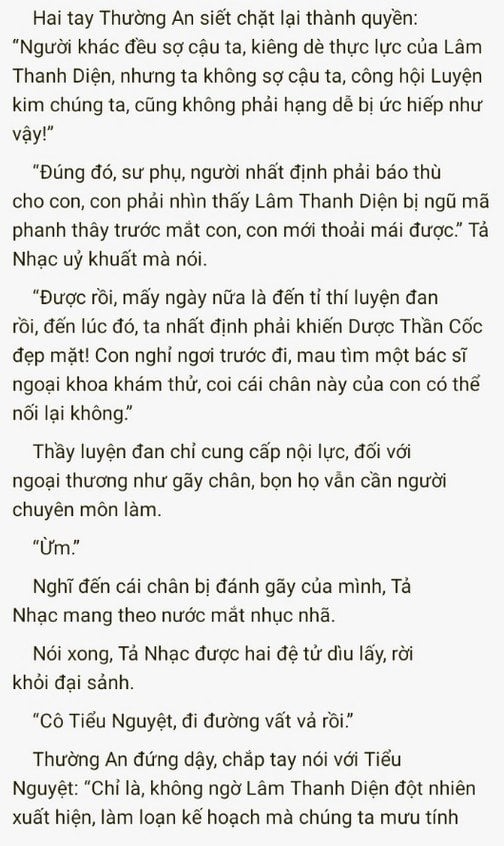 Hai tay Thường An siết chặt lại thành quyền:
“Người khác đều sợ cậu ta, kiêng dè thực lực của Lâm
Thanh Diện, nhưng ta không sợ cậu ta, công hội Luyện
kim chúng ta, cũng không phải hạng dễ bị ức hiếp như
vậy!”
“Đúng đó, sư phụ, người nhất định phải báo thù
cho con, con phải nhìn thấy Lâm Thanh Diện bị ngũ mã
phanh thây trước mắt con, con mới thoải mái được.” Tả
Nhạc uỷ khuất mà nói.
“Được rồi, mấy ngày nữa là đến tỉ thí luyện đan
rồi, đến lúc đó, ta nhất định phải khiến Dược Thần Cốc
đẹp mặt! Con nghỉ ngơi trước đi, mau tìm một bác sĩ
ngoại khoa khám thử, coi cái chân này của con có thể
nối lại không.”
Thầy luyện đan chỉ cung cấp nội lực, đối với
ngoại thương như gãy chân, bọn họ vẫn cần người
chuyên môn làm.
“Ừm.”
Nghĩ đến cái chân bị đánh gãy của mình, Tả
Nhạc mang theo nước mắt nhục nhã.
Nói xong, Tả Nhạc được hai đệ tử dìu lấy, rời
khỏi đại sảnh.
“Cô Tiểu Nguyệt, đi đường vất vả rồi.”
Thường An đứng dậy, chắp tay nói với Tiểu
Nguyệt: “Chỉ là, không ngờ Lâm Thanh Diện đột nhiên
xuất hiện, làm loạn kế hoạch mà chúng ta mưu tính